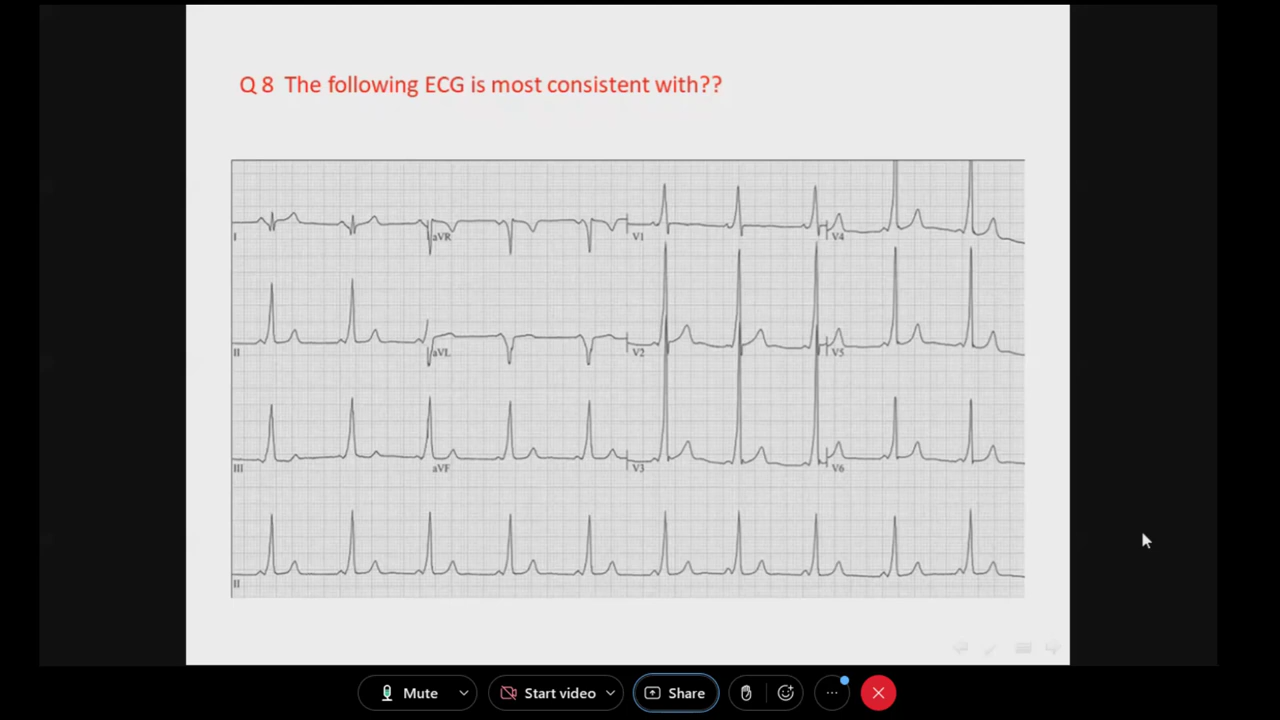 Q 8 The following ECG is most consistent with??
I
aVR
V1
V4
II
aVL
V2
V5
III
aVF
V3
V6
II
Mute
Start video
Share